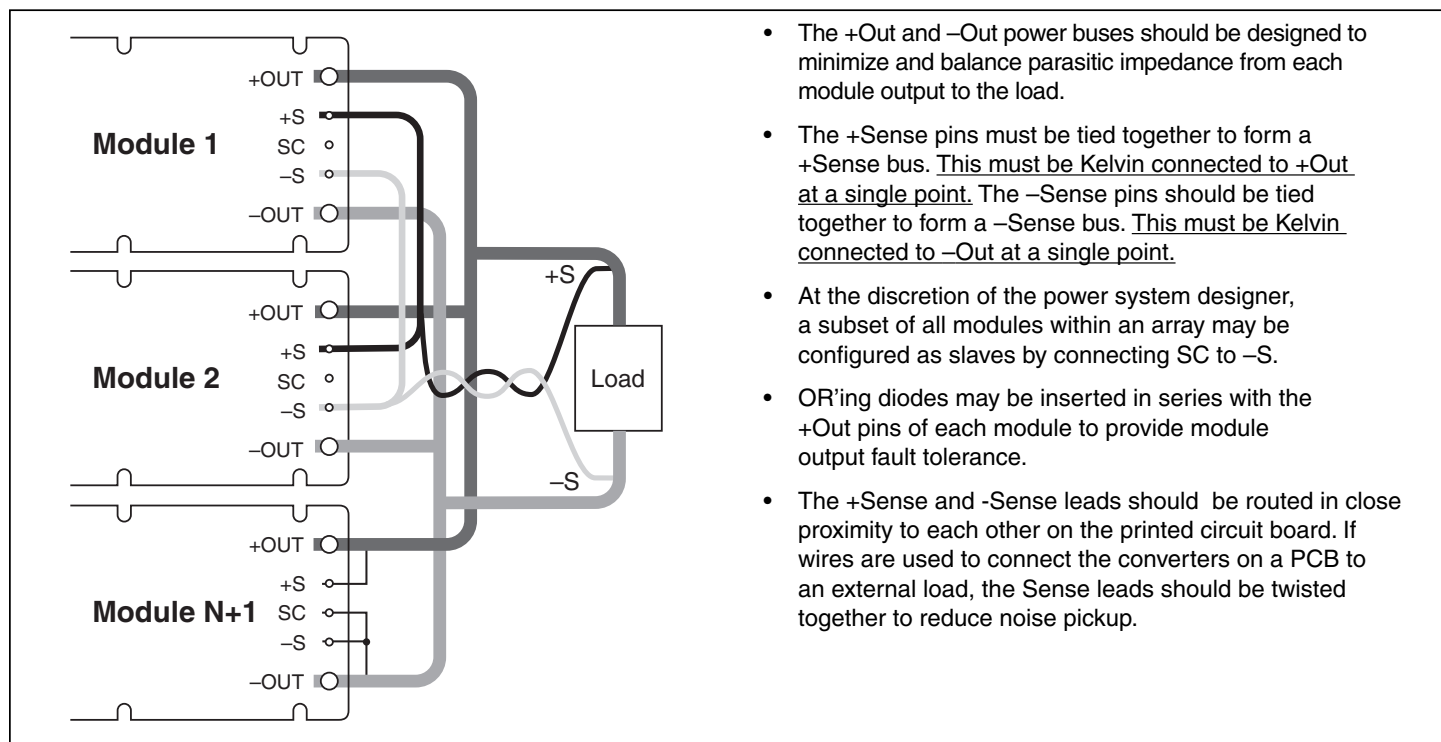 +OUT
+S
Module 1
SC
–S
–OUT
+OUT
+S
Module 2
SC
–S
–OUT
+OUT
+S
Module N+1
SC
–S
–OUT
+S
Load
–S
• The +Out and –Out power buses should be designed to
minimize and balance parasitic impedance from each
module output to the load.
• The +Sense pins must be tied together to form a
+Sense bus. This must be Kelvin connected to +Out
at a single point. The –Sense pins should be tied
together to form a –Sense bus. This must be Kelvin
connected to –Out at a single point.
• At the discretion of the power system designer,
a subset of all modules within an array may be
configured as slaves by connecting SC to –S.
• OR'ing diodes may be inserted in series with the
+Out pins of each module to provide module
output fault tolerance.
• The +Sense and -Sense leads should be routed in close
proximity to each other on the printed circuit board. If
wires are used to connect the converters on a PCB to
an external load, the Sense leads should be twisted
together to reduce noise pickup.